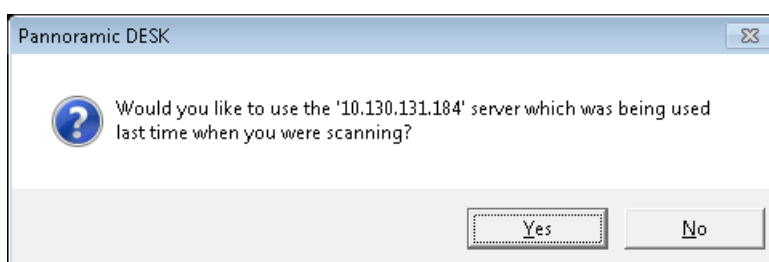 Pannoramic DESK
Would you like to use the '10.130.131.184' server which was being used
last time when you were scanning?
Yes
No